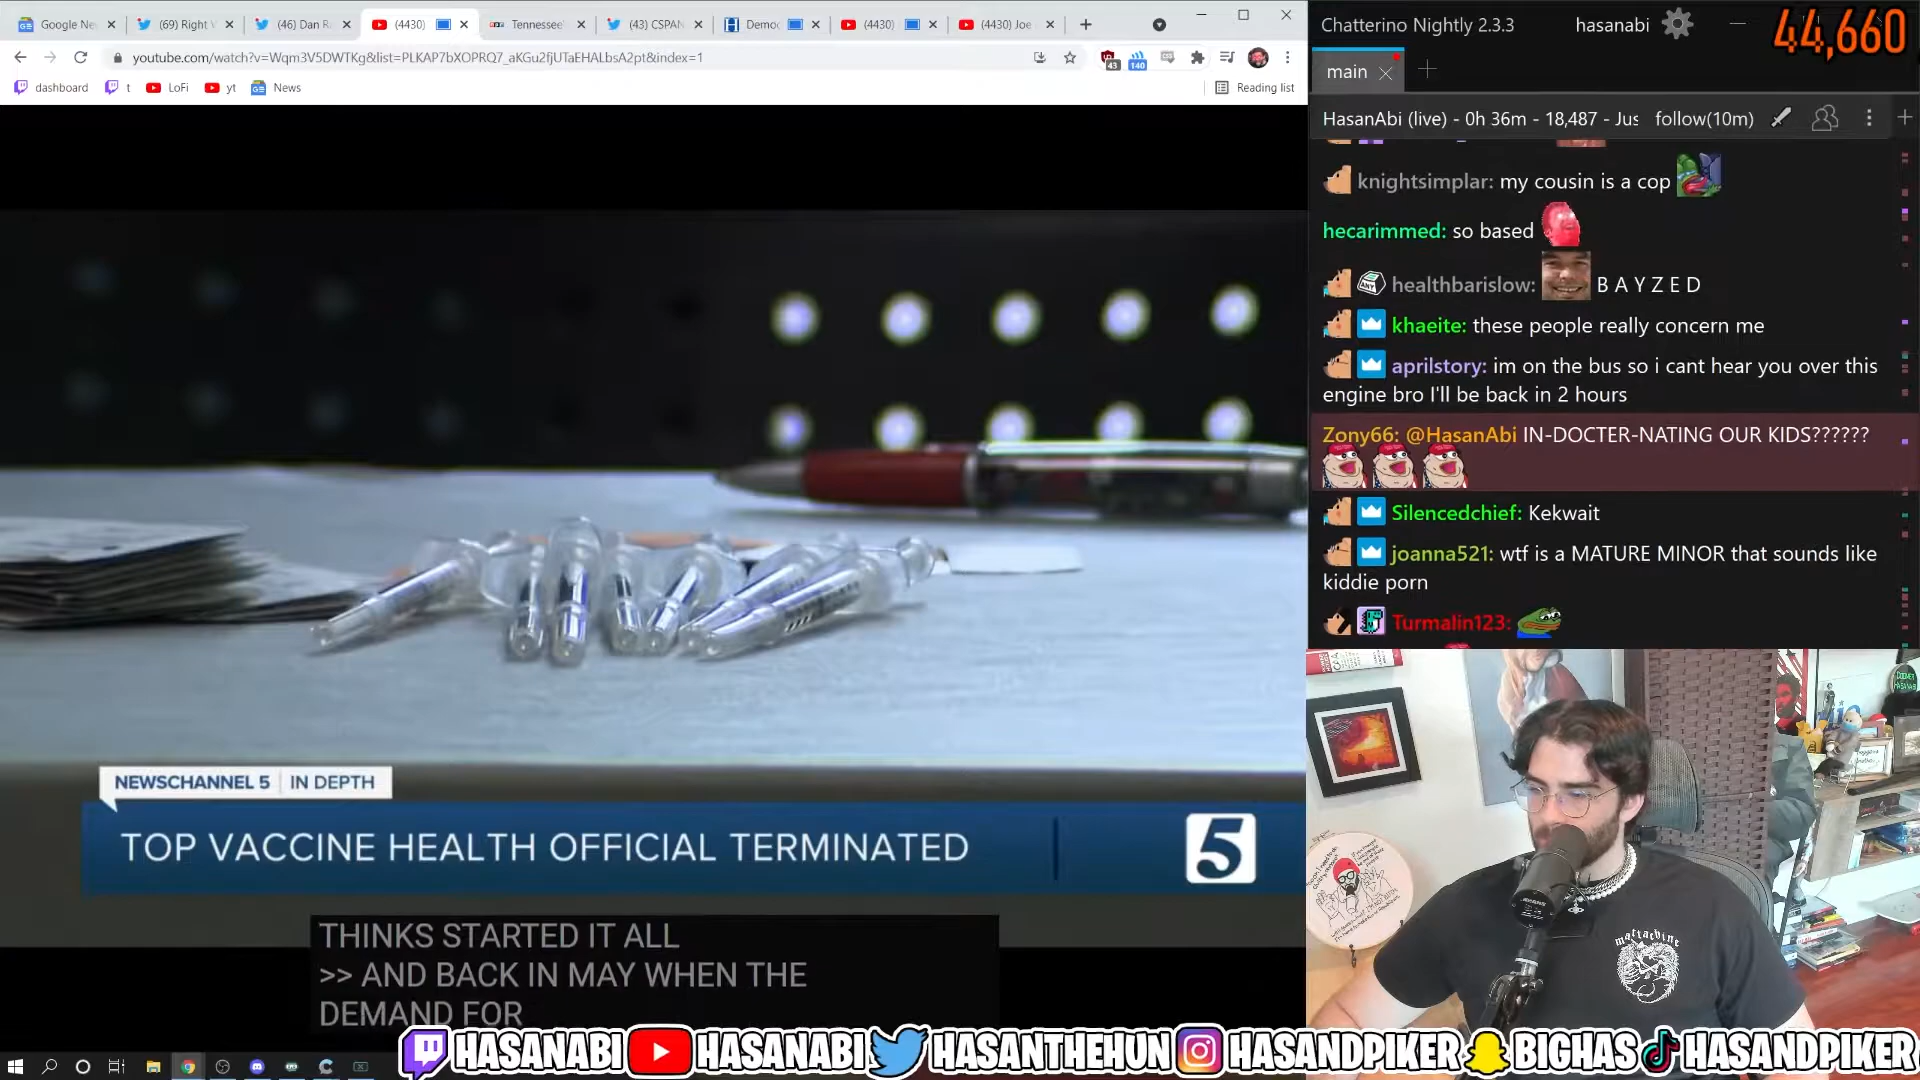 Google Ne
(69) Right V
(46) Dan R
(4430)
Tennessee'
(43) CSPAN
Democ
(4430)
(4430) Joe
youtube.com/watch?v=Wqm3V5DWTKg&list=PLKAP7bXOPRQ7_aKGu2fjUTaEHALbsA2pt&index=1
43
140
dashboard
t
LoFi
yt
News
Reading list
Chatterino Nightly 2.3.3
hasanabi
44,660
main
HasanAbi (live) - 0h 36m - 18,487 - Jus
follow(10m)
knightsimplar: my cousin is a cop
hecarimmed: so based
healthbarislow: B A Y Z E D
khaeite: these people really concern me
aprilstory: im on the bus so i cant hear you over this
engine bro I'll be back in 2 hours
Zony66: @HasanAbi IN-DOCTER-NATING OUR KIDS??????
Silencedchief: Kekwait
joanna521: wtf is a MATURE MINOR that sounds like
kiddie porn
Turmalin123:
NEWSCHANNEL 5 IN DEPTH
TOP VACCINE HEALTH OFFICIAL TERMINATED
5
THINKS STARTED IT ALL
>> AND BACK IN MAY WHEN THE
DEMAND FOR
mattachine
HASANABI HASANABI HASANTHEHUN HASANDPIKER BIGHAS HASANDPIKER